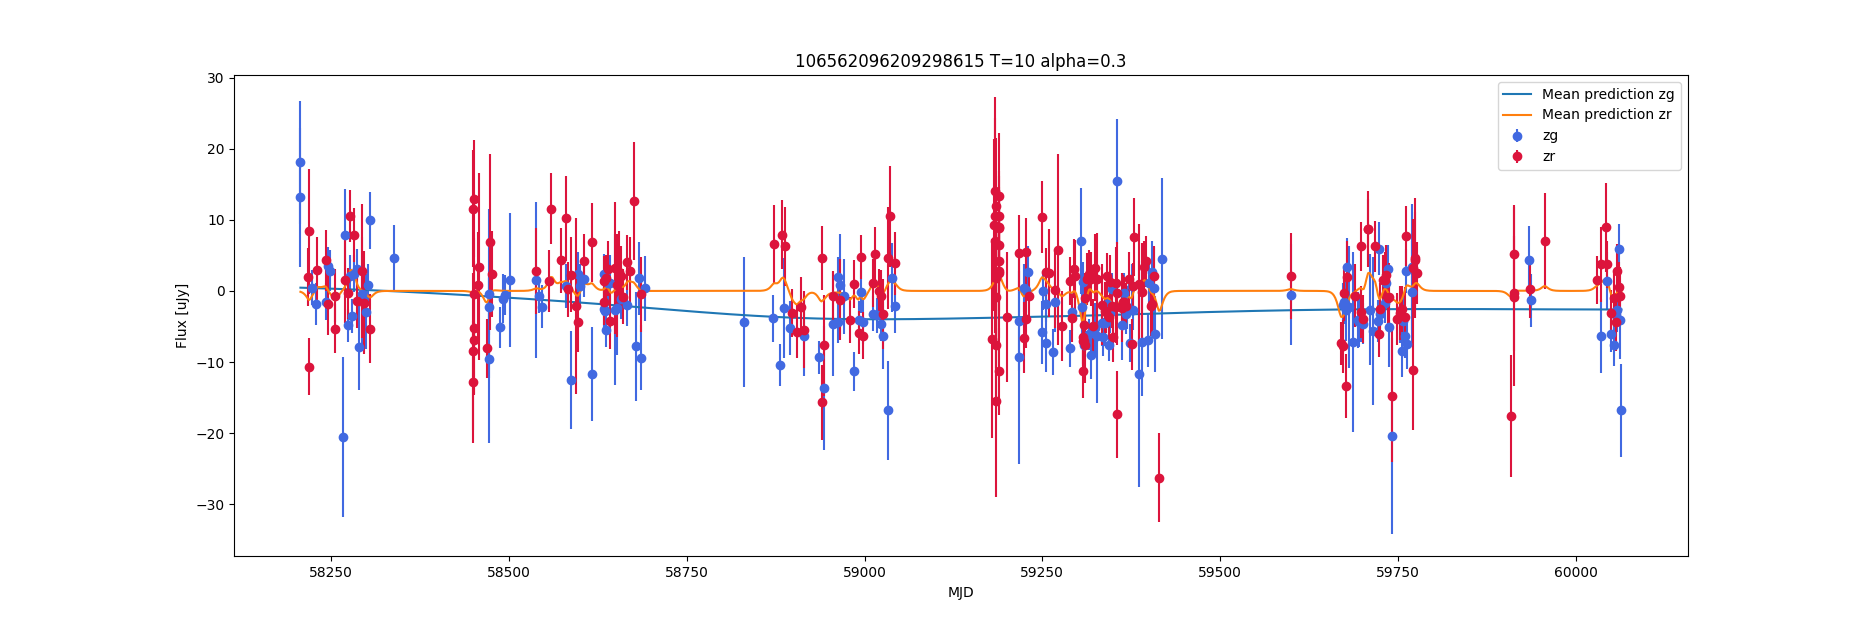 106562096209298615 T=10 alpha=0.3
30
20
10
0
−10
−20
−30
Flux [uJy]
58250
58500
58750
59000
59250
59500
59750
60000
MJD
Mean prediction zg
Mean prediction zr
zg
zr